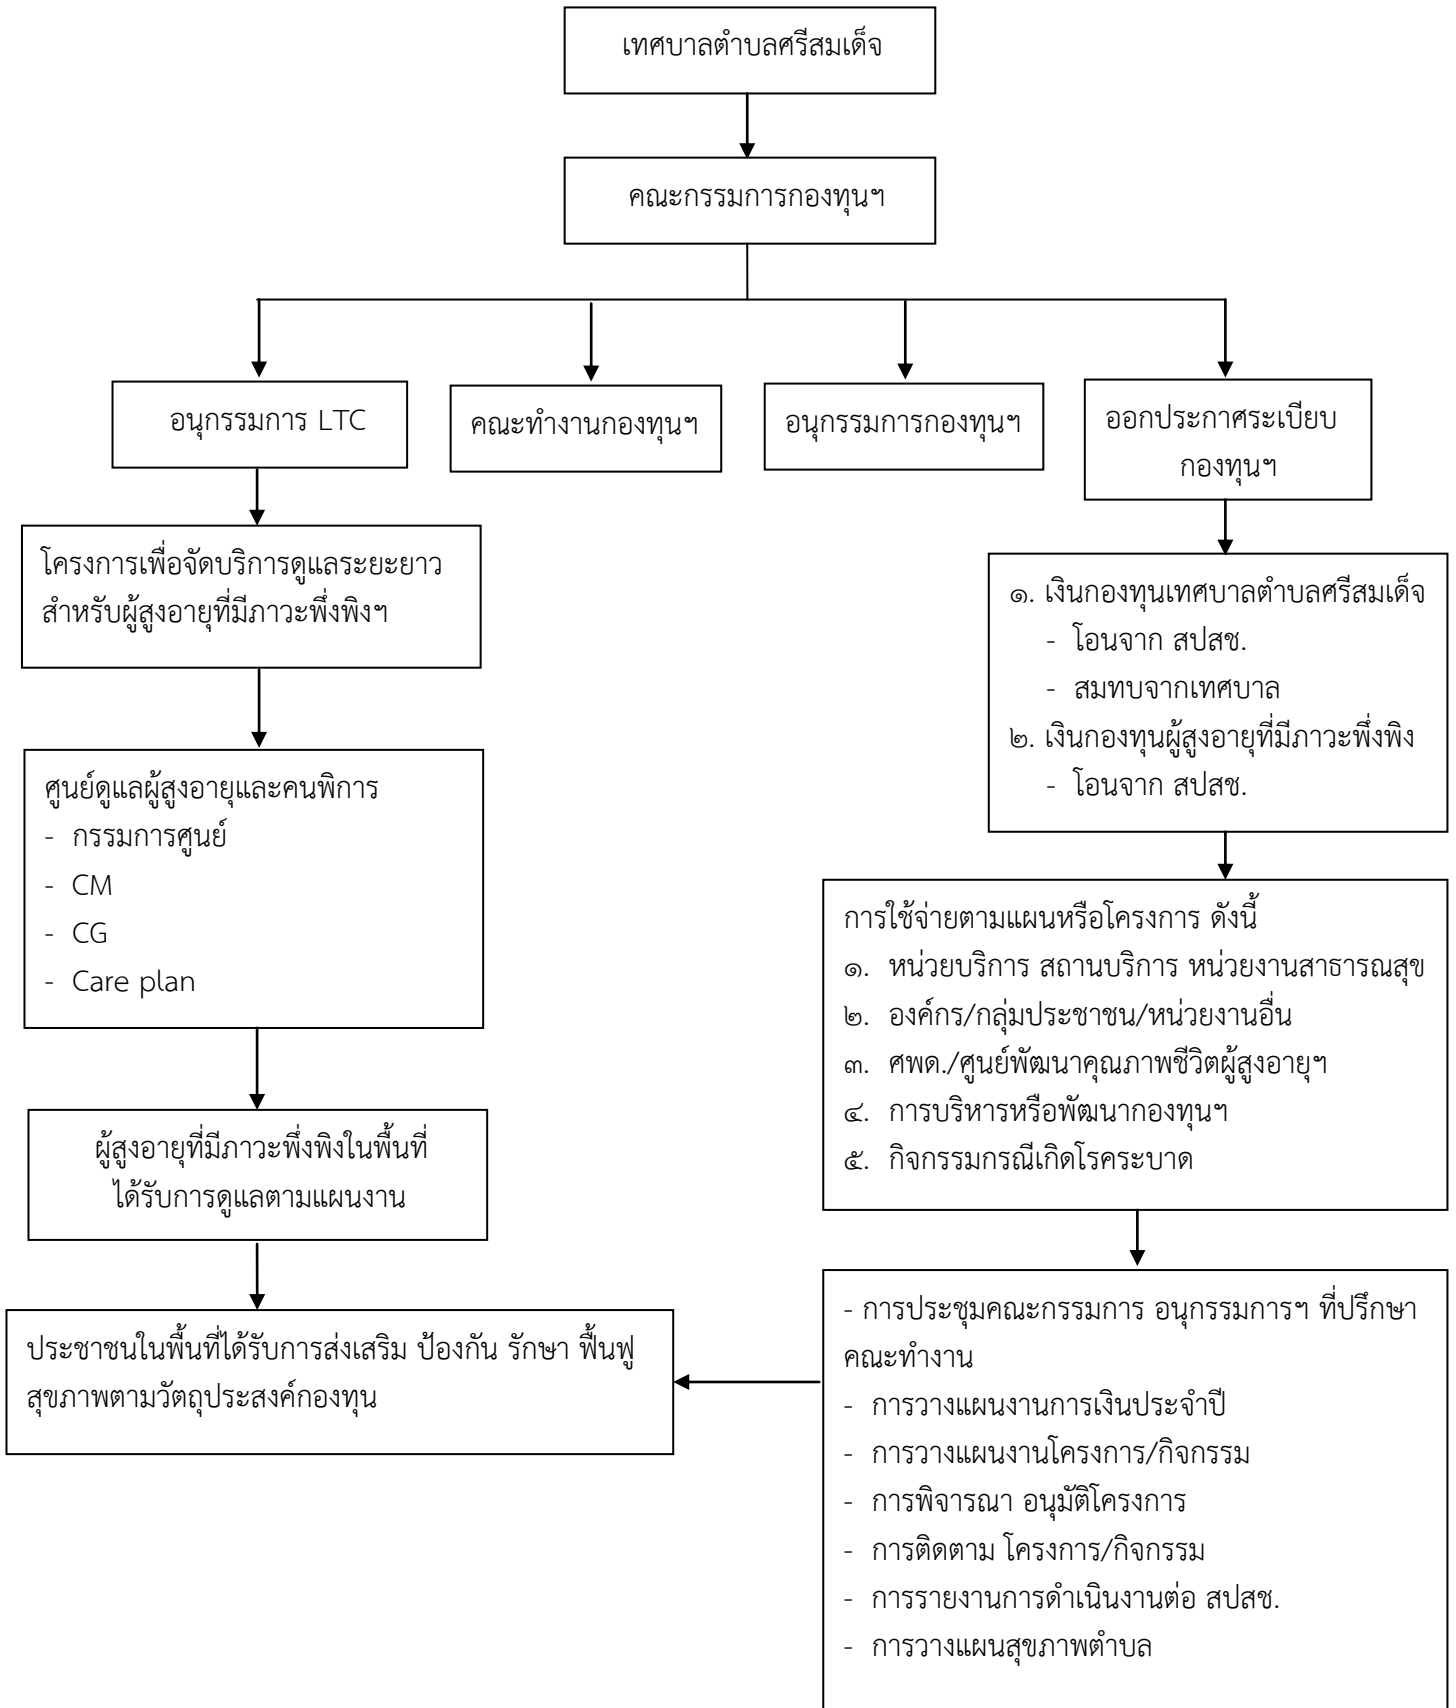 เทศบาลตำบลศรีสมเด็จ
คณะกรรมการกองทุนฯ
อนุกรรมการ LTC
คณะทำงานกองทุนฯ
อนุกรรมการกองทุนฯ
ออกประกาศระเบียบ
กองทุนฯ
โครงการเพื่อจัดบริการดูแลระยะยาว
สำหรับผู้สูงอายุที่มีภาวะพึ่งพิงฯ
ศูนย์ดูแลผู้สูงอายุและคนพิการ
- กรรมการศูนย์
- CM
- CG
- Care plan
ผู้สูงอายุที่มีภาวะพึ่งพิงในพื้นที่
ได้รับการดูแลตามแผนงาน
ประชาชนในพื้นที่ได้รับการส่งเสริม ป้องกัน รักษา ฟื้นฟู
สุขภาพตามวัตถุประสงค์กองทุน
๑. เงินกองทุนเทศบาลตำบลศรีสมเด็จ
- โอนจาก สปสช.
- สมทบจากเทศบาล
๒. เงินกองทุนผู้สูงอายุที่มีภาวะพึ่งพิง
- โอนจาก สปสช.
การใช้จ่ายตามแผนหรือโครงการ ดังนี้
๑. หน่วยบริการ สถานบริการ หน่วยงานสาธารณสุข
๒. องค์กร/กลุ่มประชาชน/หน่วยงานอื่น
๓. ศพด./ศูนย์พัฒนาคุณภาพชีวิตผู้สูงอายุฯ
๔. การบริหารหรือพัฒนากองทุนฯ
๕. กิจกรรมกรณีเกิดโรคระบาด
- การประชุมคณะกรรมการ อนุกรรมการฯ ที่ปรึกษา
คณะทำงาน
- การวางแผนงานการเงินประจำปี
- การวางแผนงานโครงการ/กิจกรรม
- การพิจารณา อนุมัติโครงการ
- การติดตาม โครงการ/กิจกรรม
- การรายงานการดำเนินงานต่อ สปสช.
- การวางแผนสุขภาพตำบล